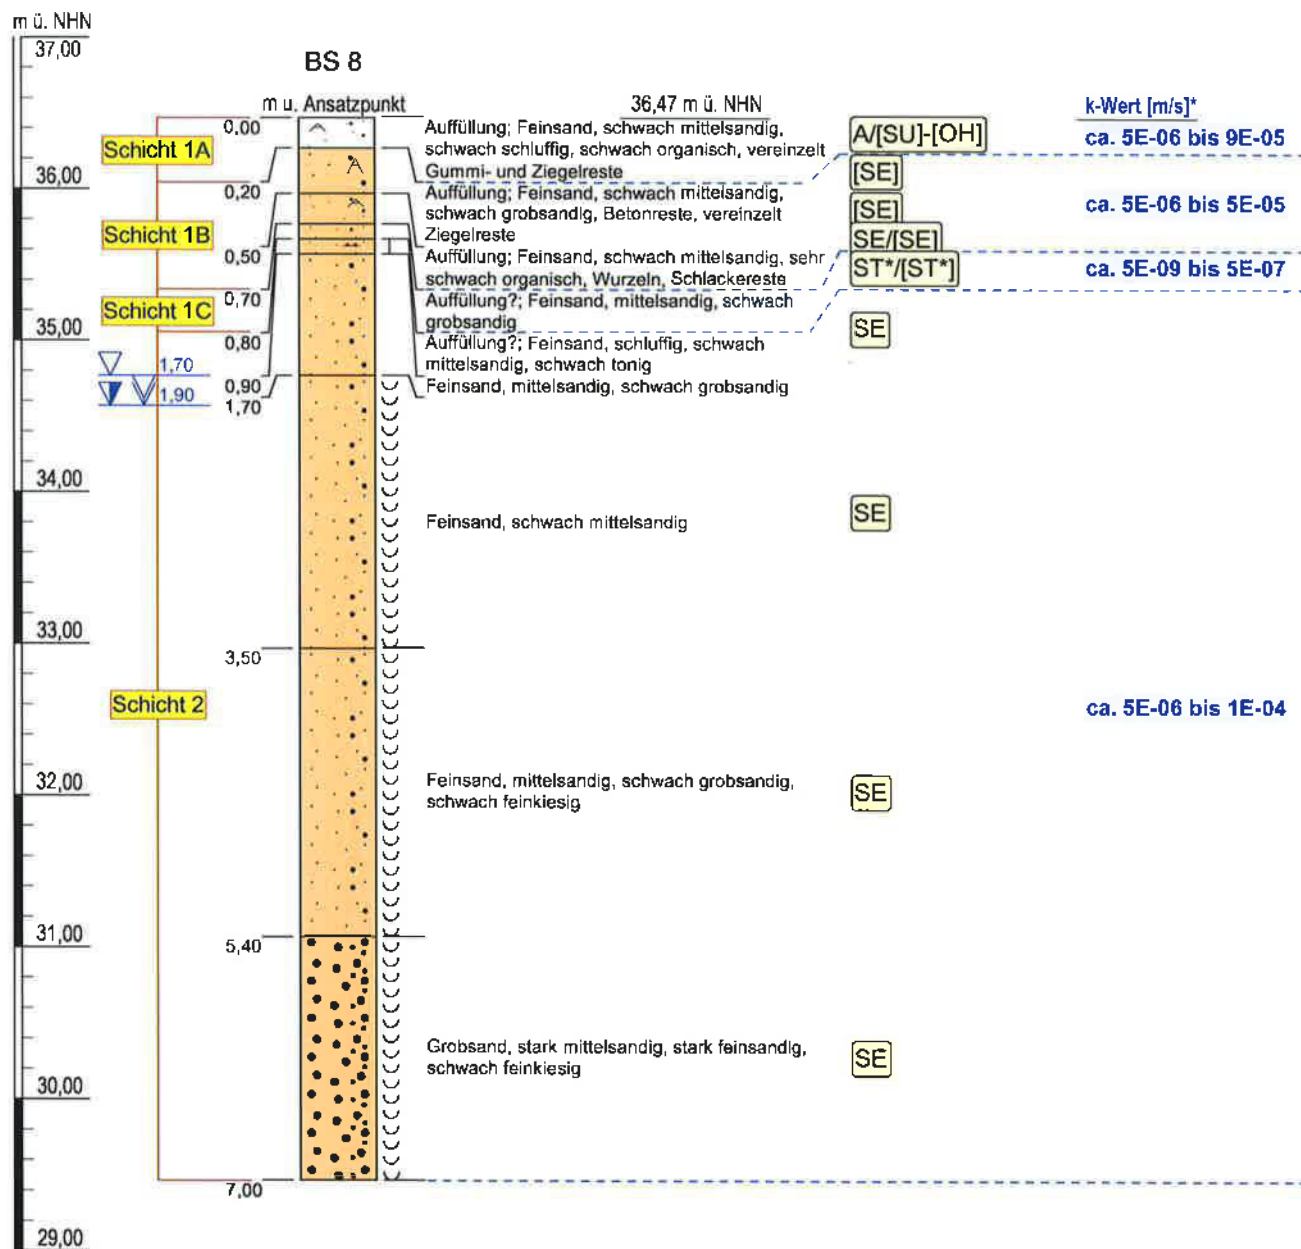 m ü. NHN
37,00
BS 8
m u. Ansatzpunkt
36,47 m ü. NHN
k-Wert [m/s]*
0,00
Auffüllung; Feinsand, schwach mittelsandig,
schwach schluffig, schwach organisch, vereinzelt
Gummi- und Ziegelreste
A/[SU]-[OH]
ca. 5E-06 bis 9E-05
Schicht 1A
36,00
0,20
Auffüllung; Feinsand, schwach mittelsandig,
schwach grobsandig, Betonreste, vereinzelt
Ziegelreste
[SE]
[SE]
ca. 5E-06 bis 5E-05
Schicht 1B
SE/[SE]
0,50
Auffüllung; Feinsand, schwach mittelsandig, sehr
schwach organisch, Wurzeln, Schlackereste
ST*/[ST*]
ca. 5E-09 bis 5E-07
0,70
Auffüllung?; Feinsand, mittelsandig, schwach
grobsandig
Schicht 1C
35,00
0,80
Auffüllung?; Feinsand, schluffig, schwach
mittelsandig, schwach tonig
SE
1,70
0,90
Feinsand, mittelsandig, schwach grobsandig
1,90
1,70
34,00
Feinsand, schwach mittelsandig
SE
33,00
3,50
Schicht 2
ca. 5E-06 bis 1E-04
32,00
Feinsand, mittelsandig, schwach grobsandig,
schwach feinkiesig
SE
31,00
5,40
Grobsand, stark mittelsandig, stark feinsandig,
schwach feinkiesig
SE
30,00
7,00
29,00